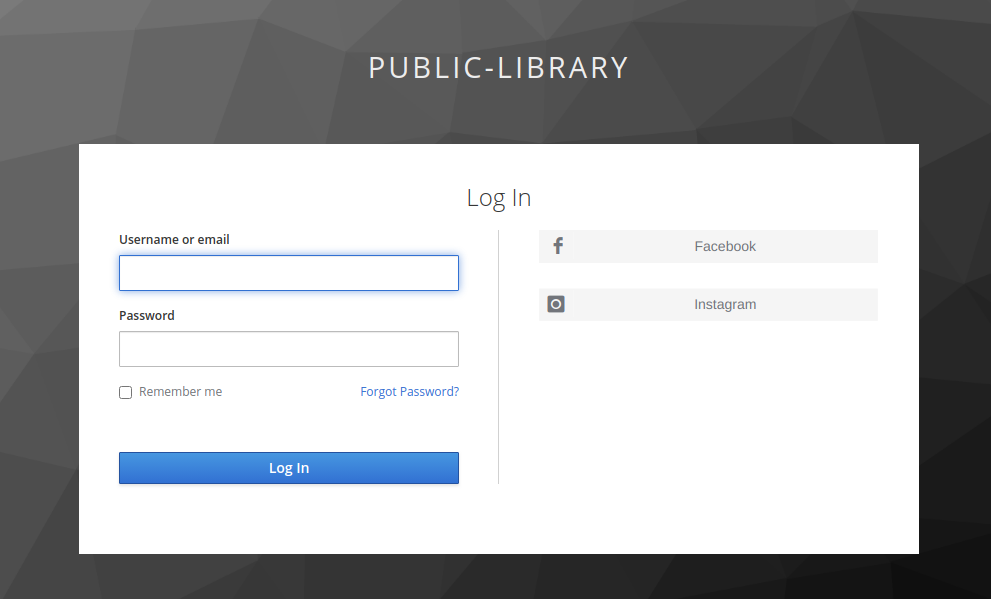 PUBLIC-LIBRARY
Log In
Username or email
Password
Remember me
Forgot Password?
Log In
Facebook
Instagram